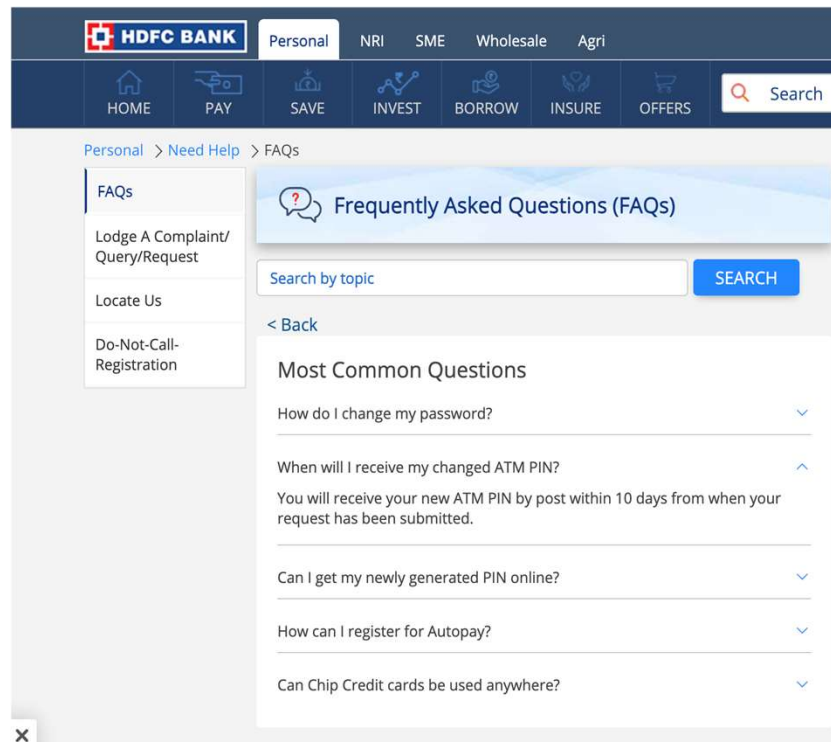 HDFC BANK
Personal
NRI
SME
Wholesale
Agri
HOME
PAY
SAVE
INVEST
BORROW
INSURE
OFFERS
Search
Personal > Need Help > FAQs
FAQs
Lodge A Complaint/
Query/Request
Locate Us
Do-Not-Call-
Registration
Frequently Asked Questions (FAQs)
Search by topic
SEARCH
< Back
Most Common Questions
How do I change my password?
When will I receive my changed ATM PIN?
You will receive your new ATM PIN by post within 10 days from when your
request has been submitted.
Can I get my newly generated PIN online?
How can I register for Autopay?
Can Chip Credit cards be used anywhere?